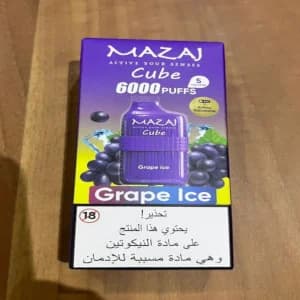 MAZAJ
ACTIVE YOUR SENSES
Cube
6000 PUFFS
5
MAZAJ
Cube
Grape Ice
Grape Ice
18
تحذير!
يحتوي هذا المنتج
على مادة النيكوتين
وهي مادة مسببة للإدمان